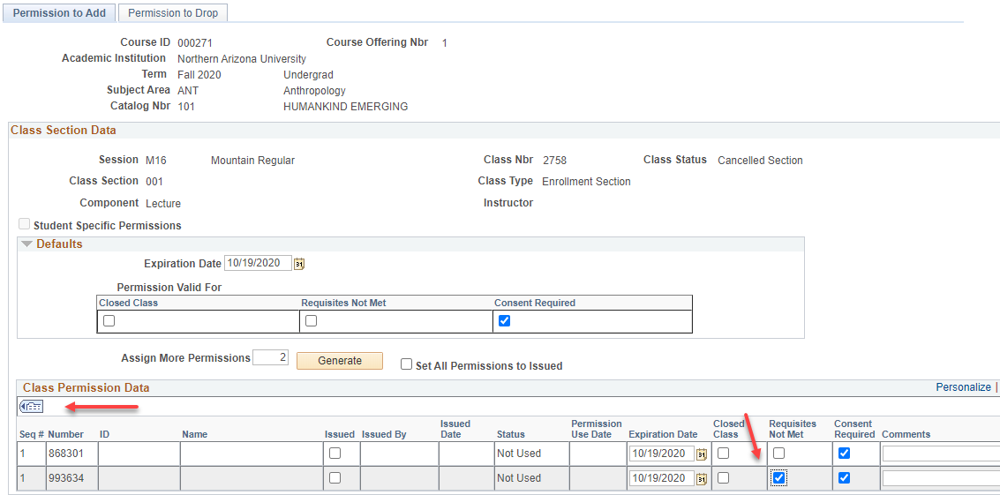 Permission to Add Permission to Drop
Course ID 000271 Course Offering Nbr 1
Academic Institution Northern Arizona University
Term Fall 2020 Undergrad
Subject Area ANT Anthropology
Catalog Nbr 101 HUMANKIND EMERGING
Class Section Data
Session M16 Mountain Regular Class Nbr 2758 Class Status Cancelled Section
Class Section 001 Class Type Enrollment Section
Component Lecture Instructor
Student Specific Permissions
Defaults
Expiration Date 10/19/2020 31
Permission Valid For
Closed Class Requisites Not Met Consent Required
Assign More Permissions 2 Generate Set All Permissions to Issued
Class Permission Data Personalize |
Seq # Number ID Name Issued Issued By Issued Date Status Permission Use Date Expiration Date Closed Class Requisites Not Met Consent Required Comments
1 868301 Not Used 10/19/2020 31
1 993634 Not Used 10/19/2020 31